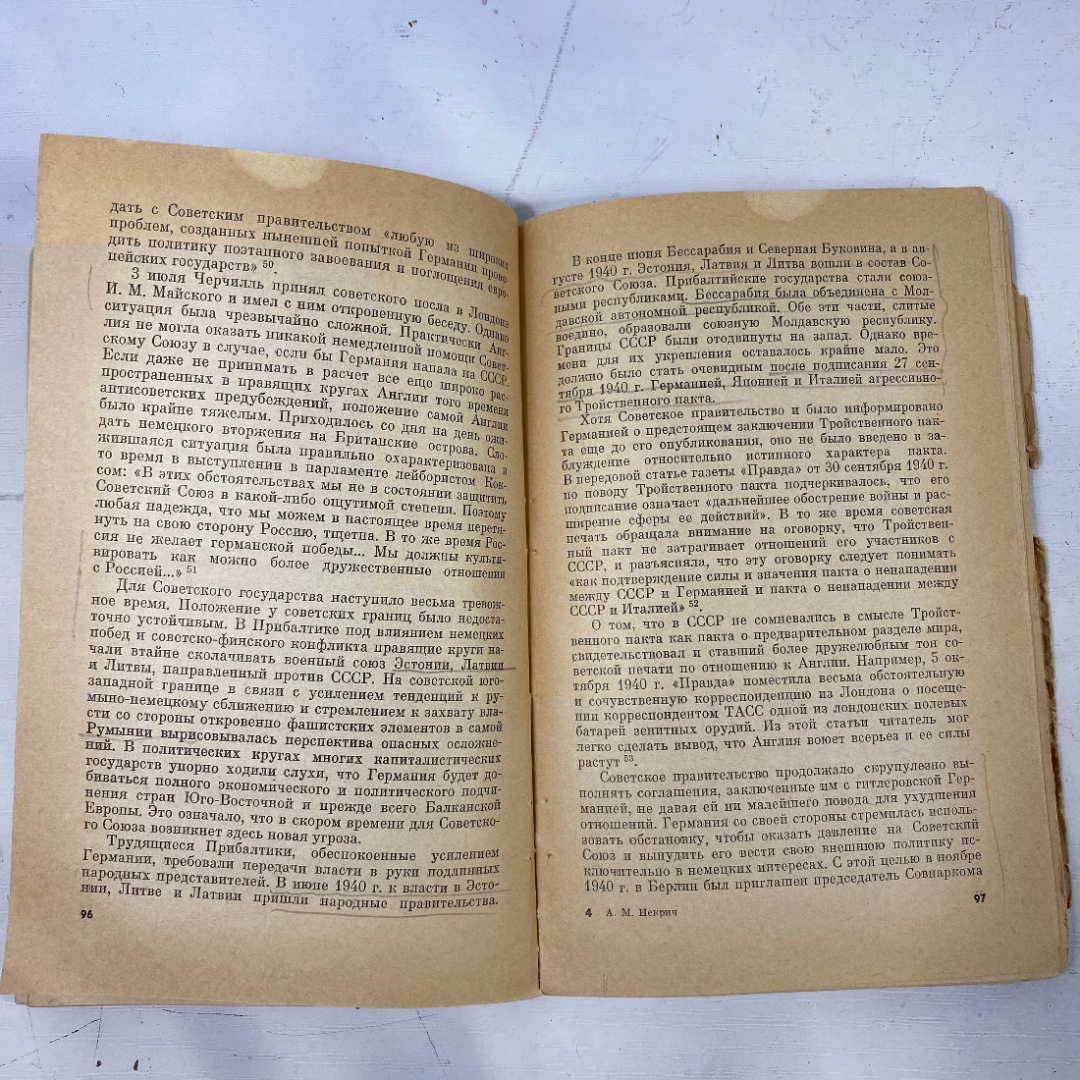 дать с Советским правительством «любую из широких
проблем, созданных нынешней попыткой Германии прово-
дить политику поэтапного завоевания и поглощения евро-
пейских государств» 50.
3 июля Черчилль принял советского посла в Лондоне
И. М. Майского и имел с ним откровенную беседу. Однако
ситуация была чрезвычайно сложной. Практически Анг-
лия не могла оказать никакой немедленной помощи Совет-
скому Союзу в случае, если бы Германия напала на СССР.
Если даже не принимать в расчет все еще широко рас-
пространенных в правящих кругах Англии того времени
антисоветских предубеждений, положение самой Англии
было крайне тяжелым. Приходилось со дня на день ожи-
дать немецкого вторжения на Британские острова. Сло-
жившаяся ситуация была правильно охарактеризована в
то время в выступлении в парламенте лейбористом Кок-
сом: «В этих обстоятельствах мы не в состоянии защитить
Советский Союз в какой-либо ощутимой степени. Поэтому
любая надежда, что мы можем в настоящее время перетя-
нуть на свою сторону Россию, тщетна. В то же время Рос-
сия не желает германской победы... Мы должны культи-
вировать как можно более дружественные отношения
с Россией...» 51
Для Советского государства наступило весьма тревож-
ное время. Положение у советских границ было недоста-
точно устойчивым. В Прибалтике под влиянием немецких
побед и советско-финского конфликта правящие круги на-
чали втайне сколачивать военный союз Эстонии, Латвии
и Литвы, направленный против СССР. На советской юго-
западной границе в связи с усилением тенденций к ру-
мыно-немецкому сближению и стремлением к захвату вла-
сти со стороны откровенно фашистских элементов в самой
Румынии вырисовывалась перспектива опасных осложне-
ний. В политических кругах многих капиталистических
государств упорно ходили слухи, что Германия будет до-
биваться полного экономического и политического подчи-
нения стран Юго-Восточной и прежде всего Балканской
Европы. Это означало, что в скором времени для Советско-
го Союза возникнет здесь новая угроза.
Трудящиеся Прибалтики, обеспокоенные усилением
Германии, требовали передачи власти в руки подлинных
народных представителей. В июне 1940 г. к власти в Эсто-
нии, Литве и Латвии пришли народные правительства.
96
В конце июня Бессарабия и Северная Буковина, а в ав-
густе 1940 г. Эстония, Латвия и Литва вошли в состав Со-
ветского Союза. Прибалтийские государства стали союз-
ными республиками. Бессарабия была объединена с Мол-
давской автономной республикой. Обе эти части, слитые
воедино, образовали союзную Молдавскую республику.
Границы СССР были отодвинуты на запад. Однако вре-
мени для их укрепления оставалось крайне мало. Это
должно было стать очевидным после подписания 27 сен-
тября 1940 г. Германией, Японией и Италией агрессивно-
го Тройственного пакта.
Хотя Советское правительство и было информировано
Германией о предстоящем заключении Тройственного пак-
та еще до его опубликования, оно не было введено в за-
блуждение относительно истинного характера пакта.
В передовой статье газеты «Правда» от 30 сентября 1940 г.
по поводу Тройственного пакта подчеркивалось, что его
подписание означает «дальнейшее обострение войны и рас-
ширение сферы ее действий». В то же время советская
печать обращала внимание на оговорку, что Тройствен-
ный пакт не затрагивает отношений его участников с
СССР, и разъясняла, что эту оговорку следует понимать
«как подтверждение силы и значения пакта о ненападении
между СССР и Германией и пакта о ненападении между
СССР и Италией» 52.
О том, что в СССР не сомневались в смысле Тройст-
венного пакта как пакта о предварительном разделе мира,
свидетельствовал и ставший более дружелюбным тон со-
ветской печати по отношению к Англии. Например, 5 ок-
тября 1940 г. «Правда» поместила весьма обстоятельную
и сочувственную корреспонденцию из Лондона о посеще-
нии корреспондентом ТАСС одной из лондонских полевых
батарей зенитных орудий. Из этой статьи читатель мог
легко сделать вывод, что Англия воюет всерьез и ее силы
растут 53.
Советское правительство продолжало скрупулезно вы-
полнять соглашения, заключенные им с гитлеровской Гер-
манией, не давая ей ни малейшего повода для ухудшения
отношений. Германия со своей стороны стремилась исполь-
зовать обстановку, чтобы оказать давление на Советский
Союз и вынудить его вести свою внешнюю политику ис-
ключительно в немецких интересах. С этой целью в ноябре
1940 г. в Берлин был приглашен председатель Совнаркома
4 А. М. Некрич
97